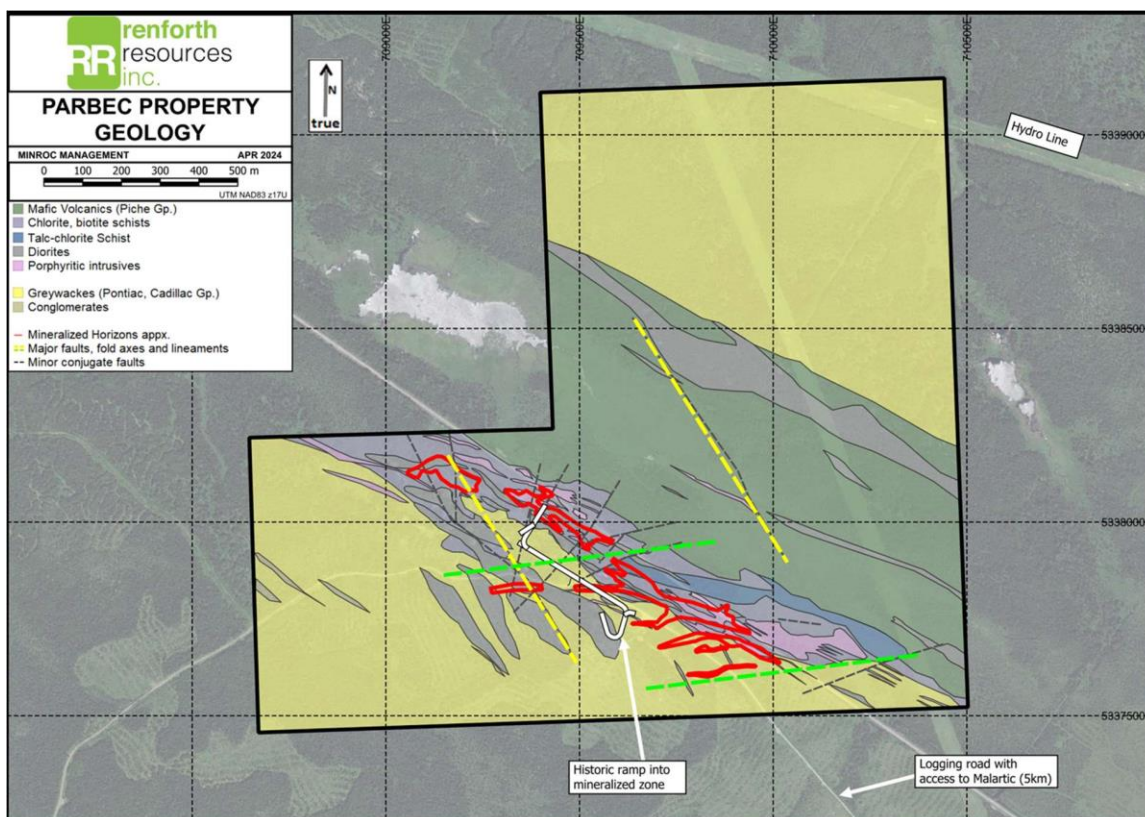 RR
renforth
resources
inc.
PARBEC PROPERTY
GEOLOGY
MINROC MANAGEMENT APR 2024
0 100 200 300 400 500 m
UTM NAD83 z17U
Mafic Volcanics (Piche Gp.)
Chlorite, biotite schists
Talc-chlorite Schist
Diorites
Porphyritic intrusives
Greywackes (Pontiac, Cadillac Gp.)
Conglomerates
Mineralized Horizons appx.
Major faults, fold axes and lineaments
Minor conjugate faults
N
true
709000E
709500E
710000E
710500E
Hydro Line
5339000
5338500
5338000
5337500
Historic ramp into
mineralized zone
Logging road with
access to Malartic (5km)